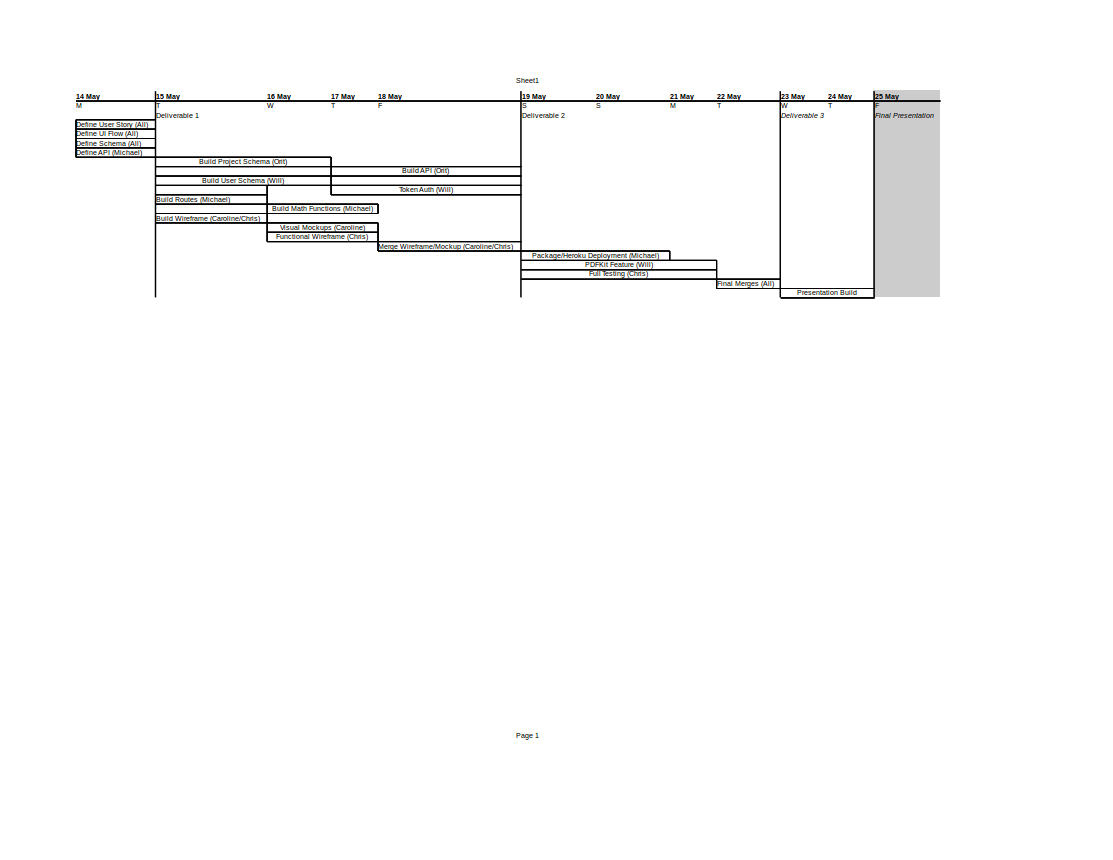 Sheet1
14 May 15 May 16 May 17 May 18 May 19 May 20 May 21 May 22 May 23 May 24 May 25 May
M T W T F S S M T W T F
Deliverable 1 Deliverable 2 Deliverable 3 Final Presentation
Define User Story (All)
Define UI Flow (All)
Define Schema (All)
Define API (Michael)
Build Project Schema (Orit)
Build API (Orit)
Build User Schema (Will)
Token Auth (Will)
Build Routes (Michael)
Build Math Functions (Michael)
Build Wireframe (Caroline/Chris)
Visual Mockups (Caroline)
Functional Wireframe (Chris)
Merge Wireframe/Mockup (Caroline/Chris)
Package/Heroku Deployment (Michael)
PDFKit Feature (Will)
Full Testing (Chris)
Final Merges (All)
Presentation Build
Page 1